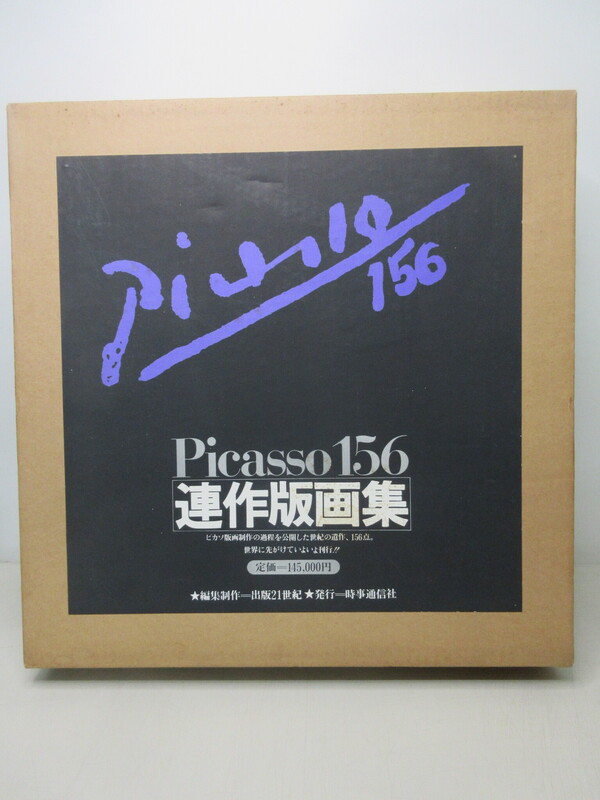 Picasso
156
Picasso 156
連作版画集
ピカソ版画制作の過程を公開した世紀の遺作、156点。
世界に先がけていよいよ刊行!!
定価=145,000円
★編集制作=出版21世紀 ★発行=時事通信社